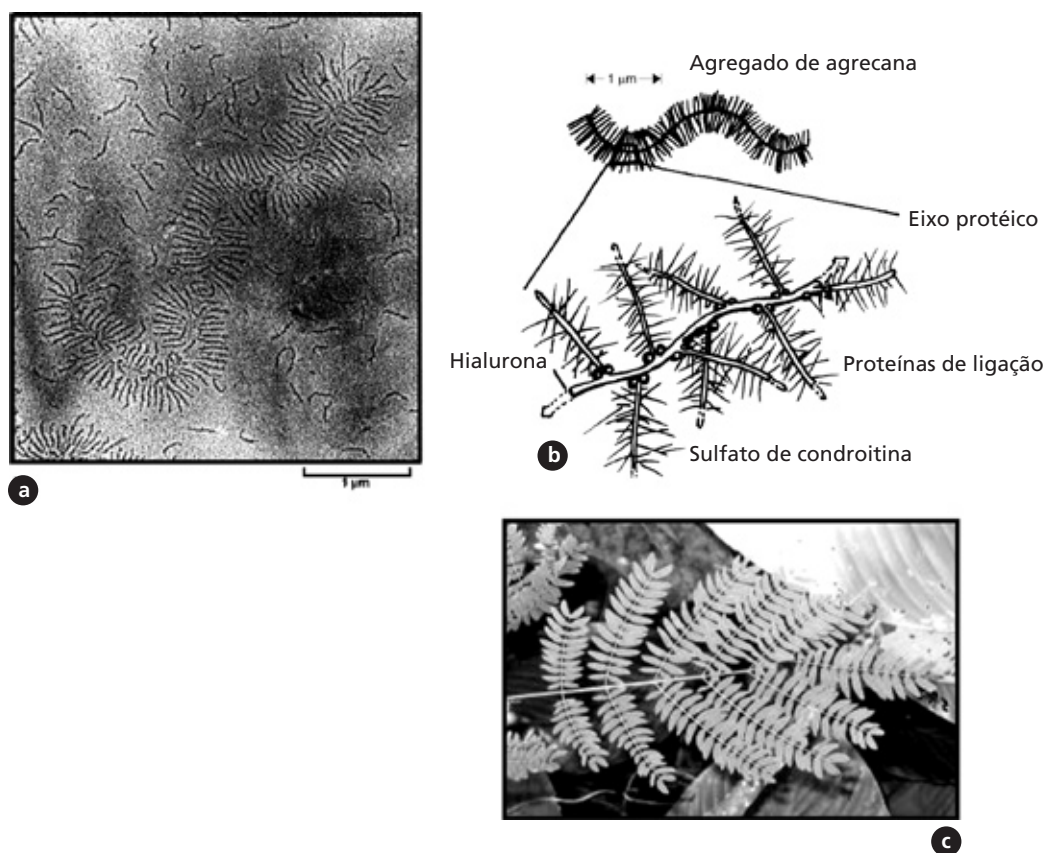 Agregado de agrecana
1 µm
Eixo protéico
Hialurona
Proteínas de ligação
b
Sulfato de condroitina
1 µm
a
c